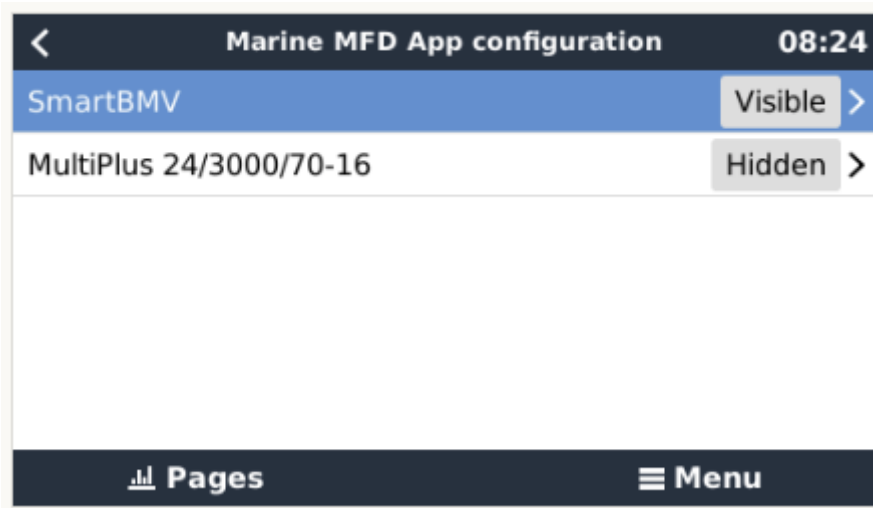 Marine MFD App configuration 08:24
SmartBMV Visible
MultiPlus 24/3000/70-16 Hidden
Pages Menu